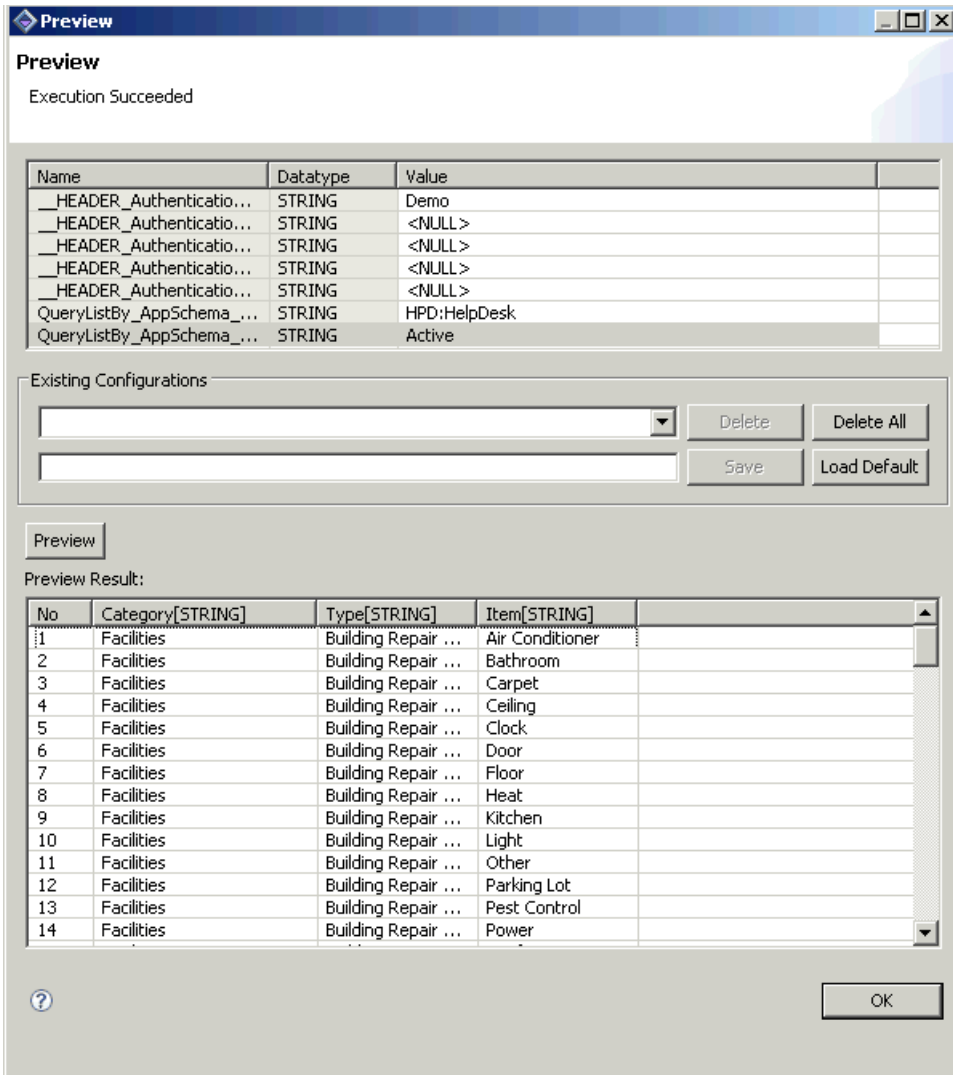 Preview
Preview
Execution Succeeded
Name Datatype Value
__HEADER_Authenticatio... STRING Demo
__HEADER_Authenticatio... STRING <NULL>
__HEADER_Authenticatio... STRING <NULL>
__HEADER_Authenticatio... STRING <NULL>
__HEADER_Authenticatio... STRING <NULL>
QueryListBy_AppSchema_... STRING HPD:HelpDesk
QueryListBy_AppSchema_... STRING Active
Existing Configurations
Delete Delete All
Save Load Default
Preview
Preview Result:
No Category[STRING] Type[STRING] Item[STRING]
1 Facilities Building Repair ... Air Conditioner
2 Facilities Building Repair ... Bathroom
3 Facilities Building Repair ... Carpet
4 Facilities Building Repair ... Ceiling
5 Facilities Building Repair ... Clock
6 Facilities Building Repair ... Door
7 Facilities Building Repair ... Floor
8 Facilities Building Repair ... Heat
9 Facilities Building Repair ... Kitchen
10 Facilities Building Repair ... Light
11 Facilities Building Repair ... Other
12 Facilities Building Repair ... Parking Lot
13 Facilities Building Repair ... Pest Control
14 Facilities Building Repair ... Power
? OK